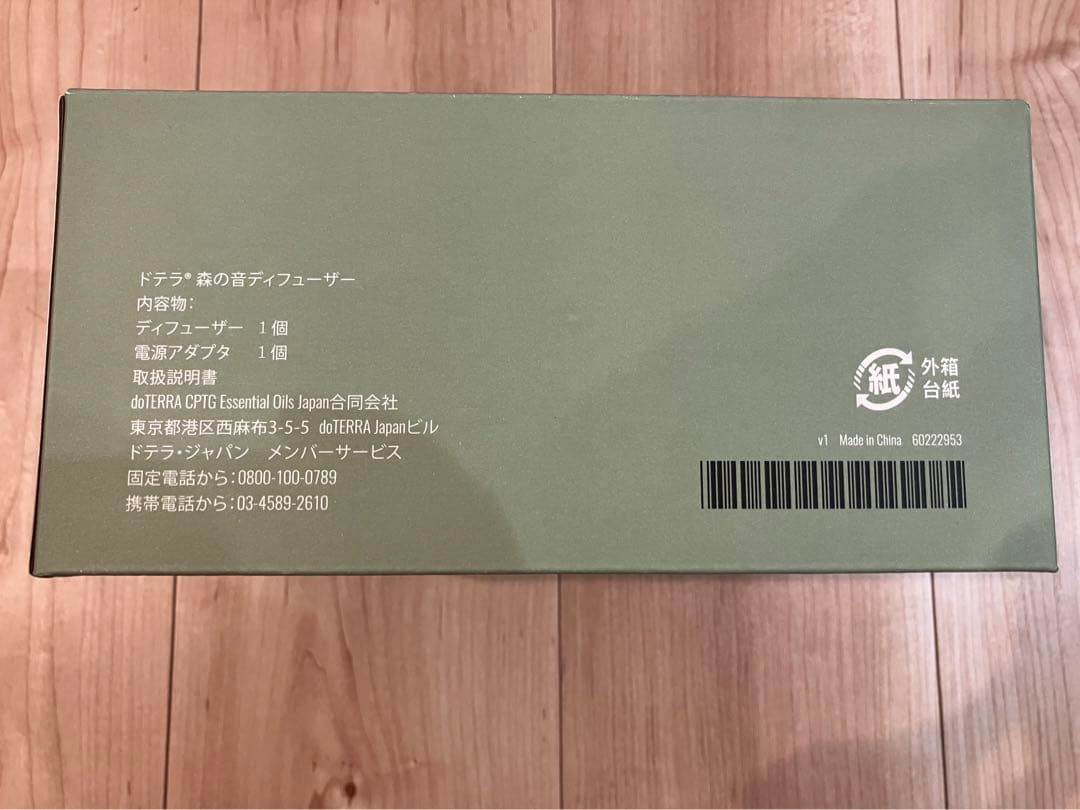 ドテラ® 森の音ディフューザー
内容物：
ディフューザー　1個
電源アダプタ　1個
取扱説明書
doTERRA CPTG Essential Oils Japan合同会社
東京都港区西麻布3-5-5 doTERRA Japanビル
ドテラ・ジャパン　メンバーサービス
固定電話から：0800-100-0789
携帯電話から：03-4589-2610
紙
外箱
台紙
v1 Made in China 60222953